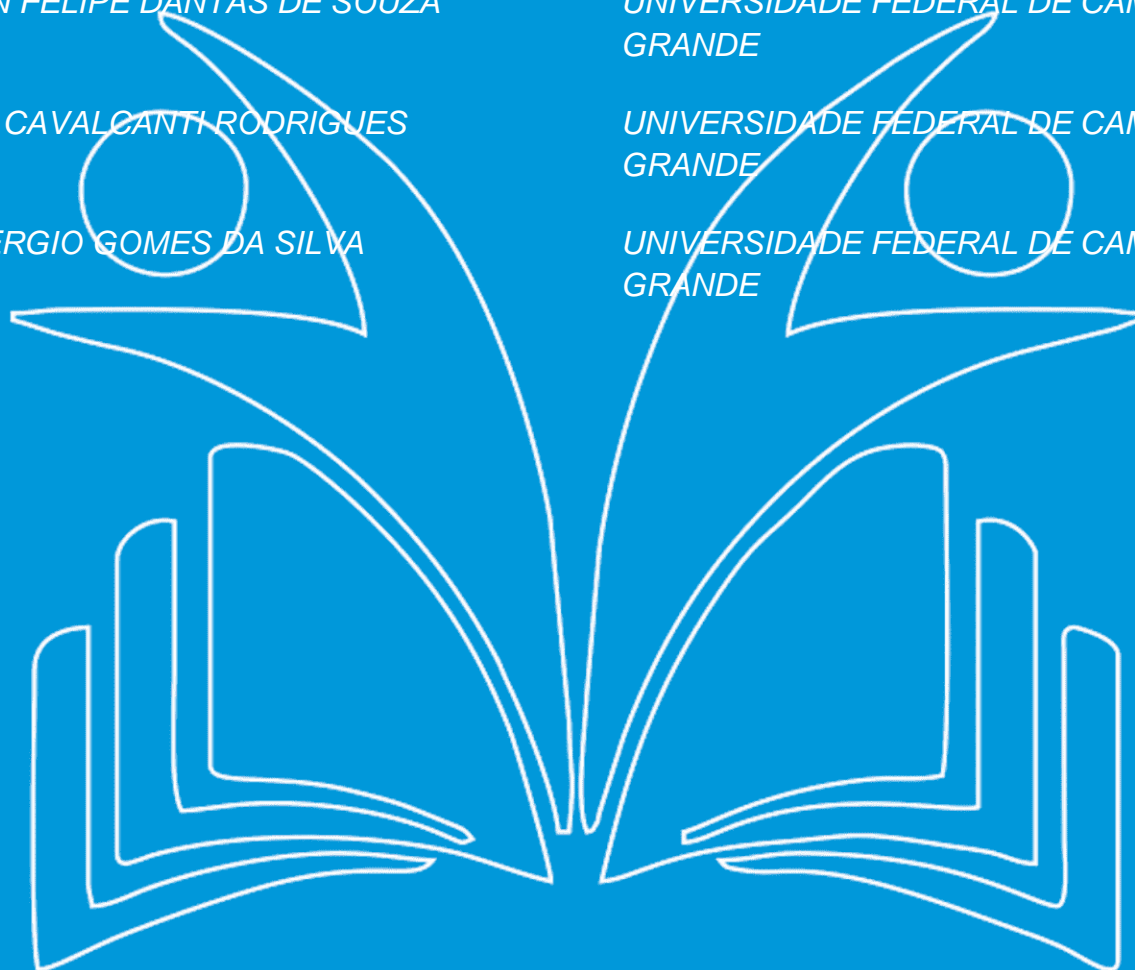 FELIPE DANTAS DE SOUZA
UNIVERSIDADE FEDERAL DE
GRANDE
CAVALCANTI RODRIGUES
UNIVERSIDADE FEDERAL DE
GRANDE
GOMES DA SILVA
UNIVERSIDADE FEDERAL DE
GRANDE